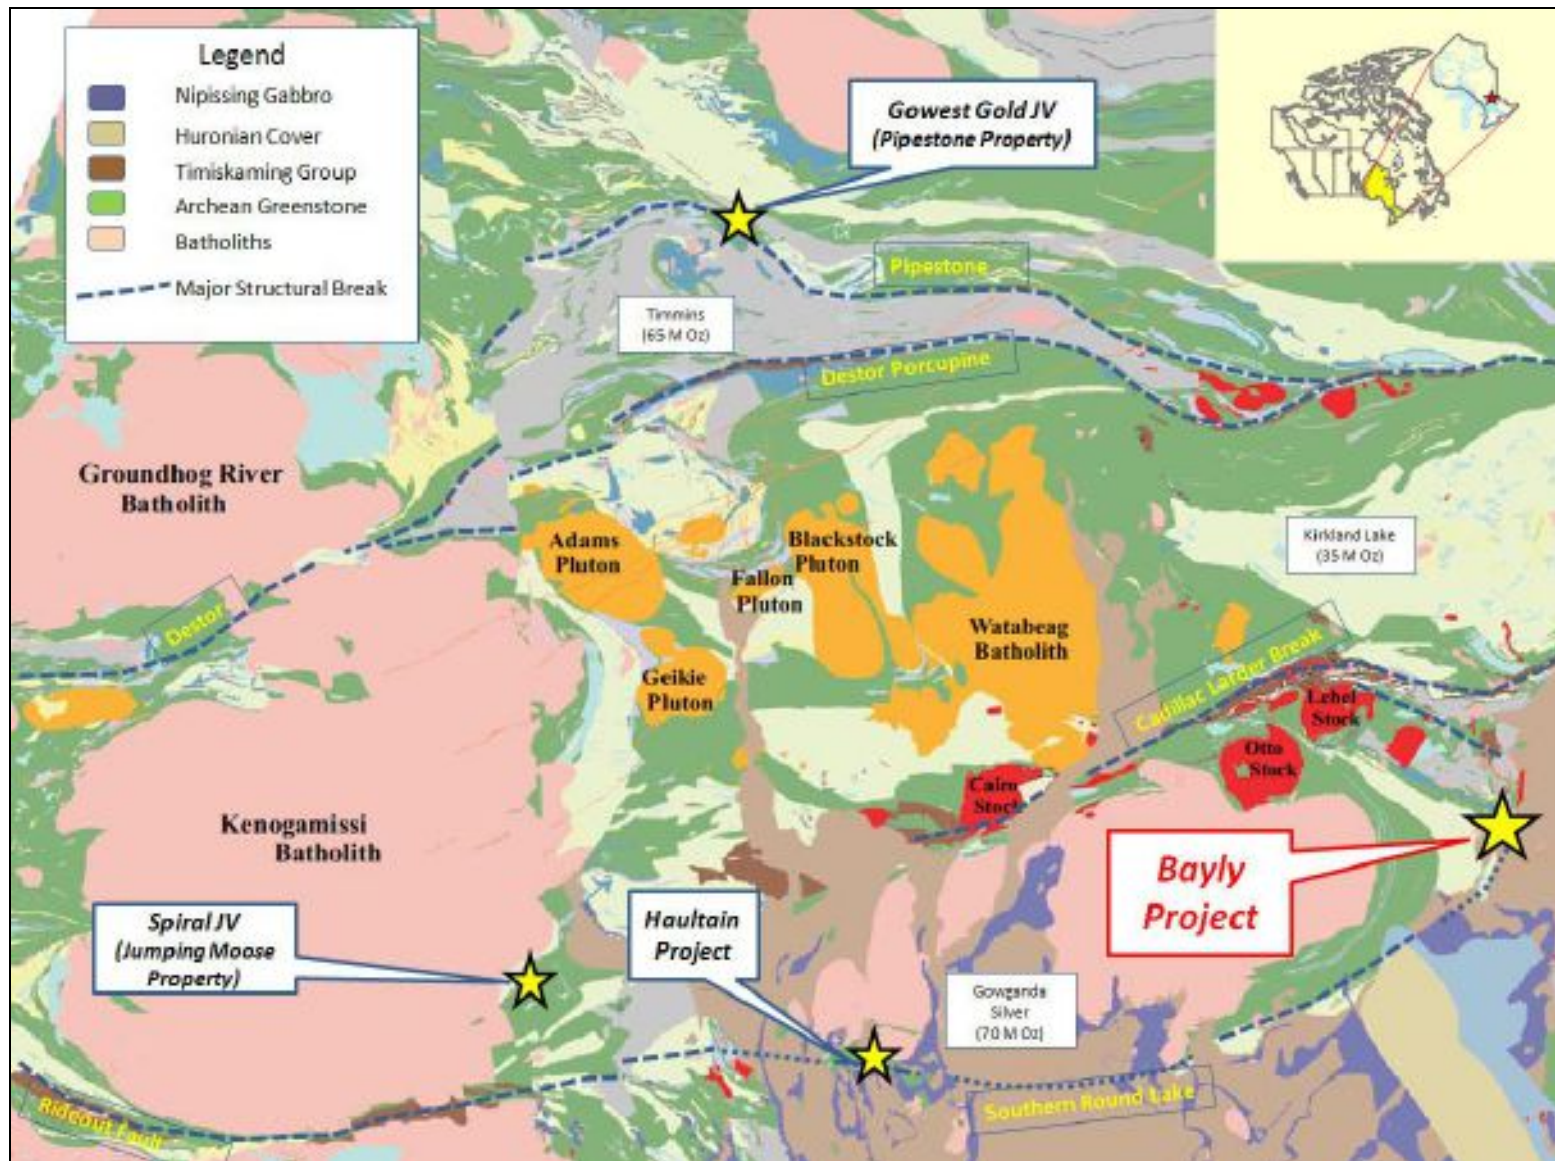 Legend
Nipissing Gabbro
Huronian Cover
Timiskaming Group
Archean Greenstone
Batholiths
Major Structural Break
Gowest Gold JV
(Pipestone Property)
Pipestone
Timmins
(65 M Oz)
Destor Porcupine
Groundhog River
Batholith
Adams
Pluton
Blackstock
Pluton
Fallon
Pluton
Kirkland Lake
(35 M Oz)
Destor
Watabeag
Batholith
Geikie
Pluton
Cadillac Larder Break
Lebel
Stock
Otto
Stock
Cairo
Stock
Kenogamissi
Batholith
Bayly
Project
Spiral JV
(Jumping Moose
Property)
Haultain
Project
Gowganda
Silver
(70 M Oz)
Rideout Fault
Southern Round Lake